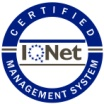 CERTIFIED
IQNet
MANAGEMENT SYSTEM